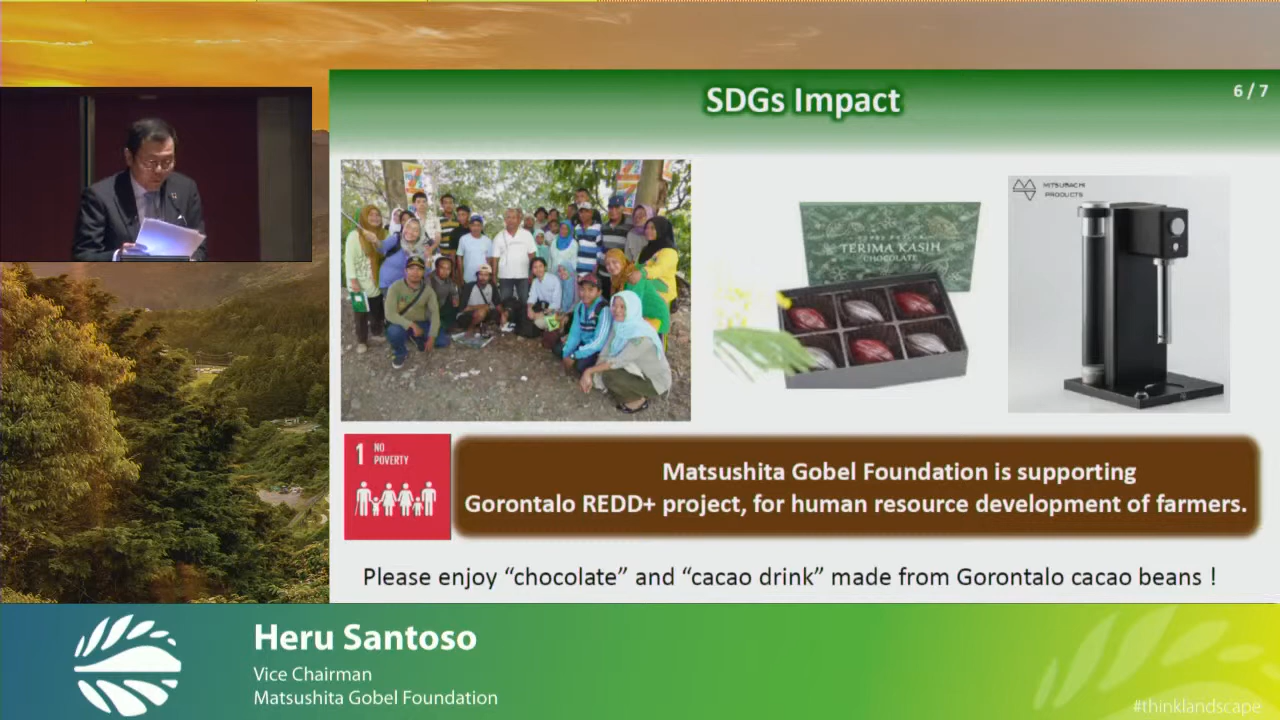 SDGs Impact
6 / 7
TERIMA KASIH
CHOCOLATE
MITSUBACHI
PRODUCTS
1 NO
POVERTY
Matsushita Gobel Foundation is supporting
Gorontalo REDD+ project, for human resource development of farmers.
Please enjoy “chocolate” and “cacao drink” made from Gorontalo cacao beans !
Heru Santoso
Vice Chairman
Matsushita Gobel Foundation
#thinklandscape